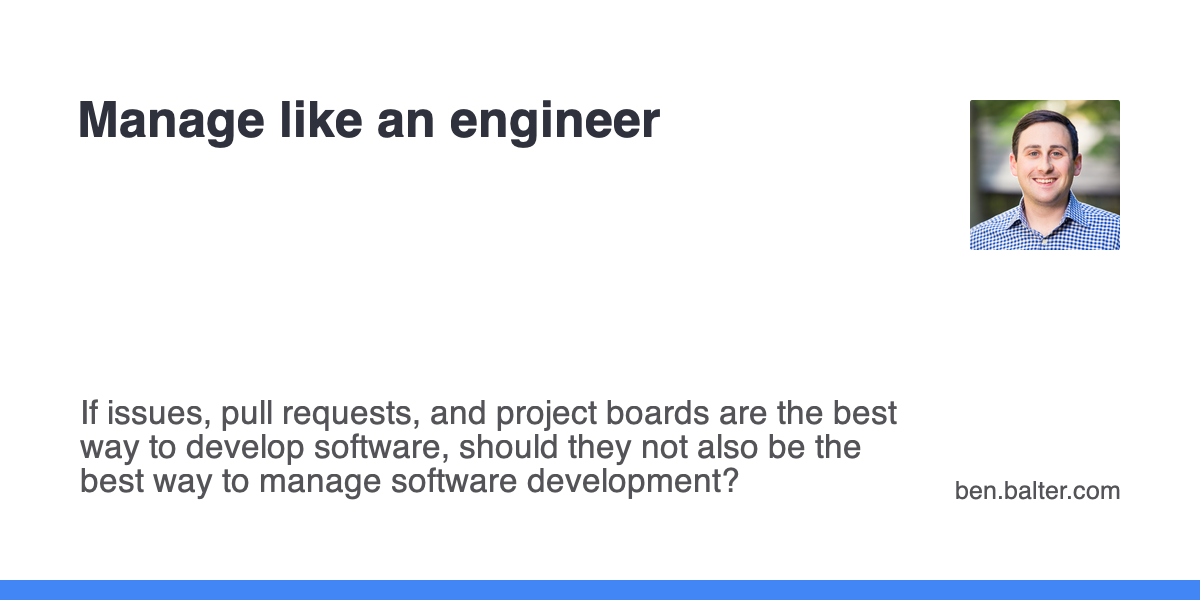 Manage like an engineer
If issues, pull requests, and project boards are the best
way to develop software, should they not also be the
best way to manage software development?
ben.balter.com